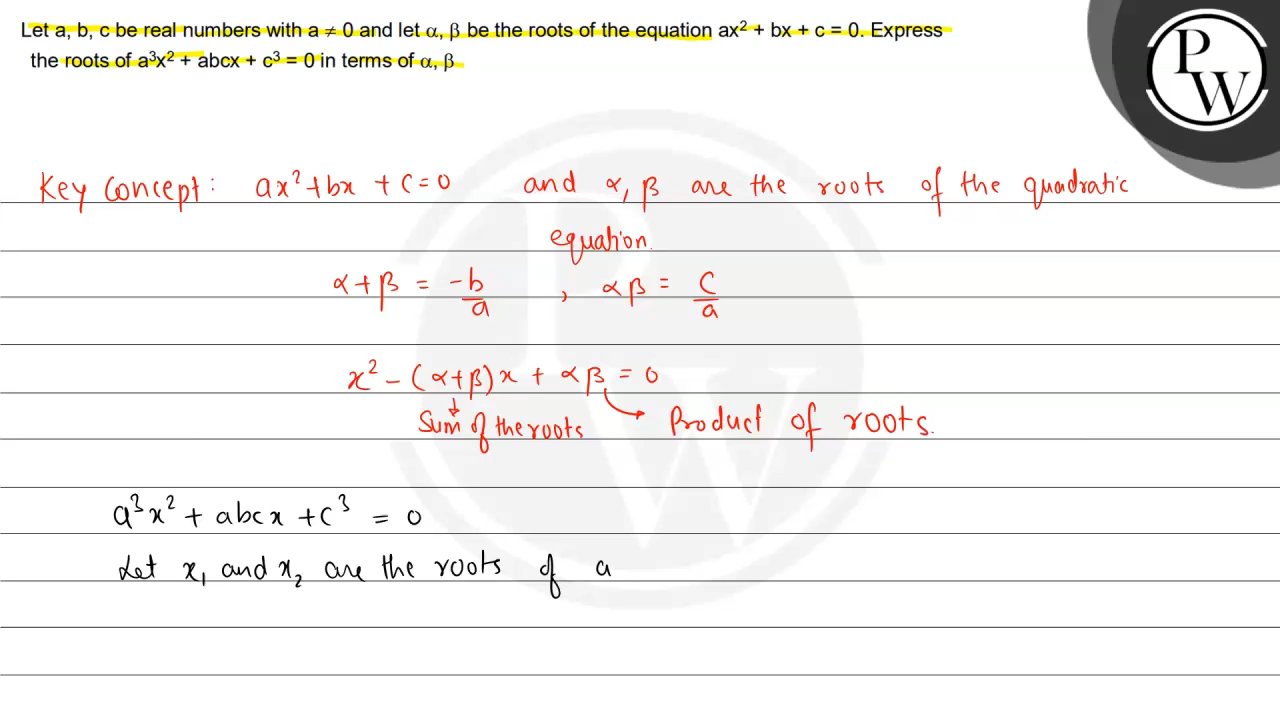 Let a, b, c be real numbers with a ≠ 0 and let α, β be the roots of the equation ax² + bx + c = 0. Express
the roots of a³x² + abcx + c³ = 0 in terms of α, β
PW
Key Concept: ax² + bx + c = 0 and α, β are the roots of the quadratic
equation.
α + β = -b/a , αβ = c/a
x² - (α+β)x + αβ = 0
Sum of the roots Product of roots.
a³x² + abcx + c³ = 0
Let x₁ and x₂ are the roots of a